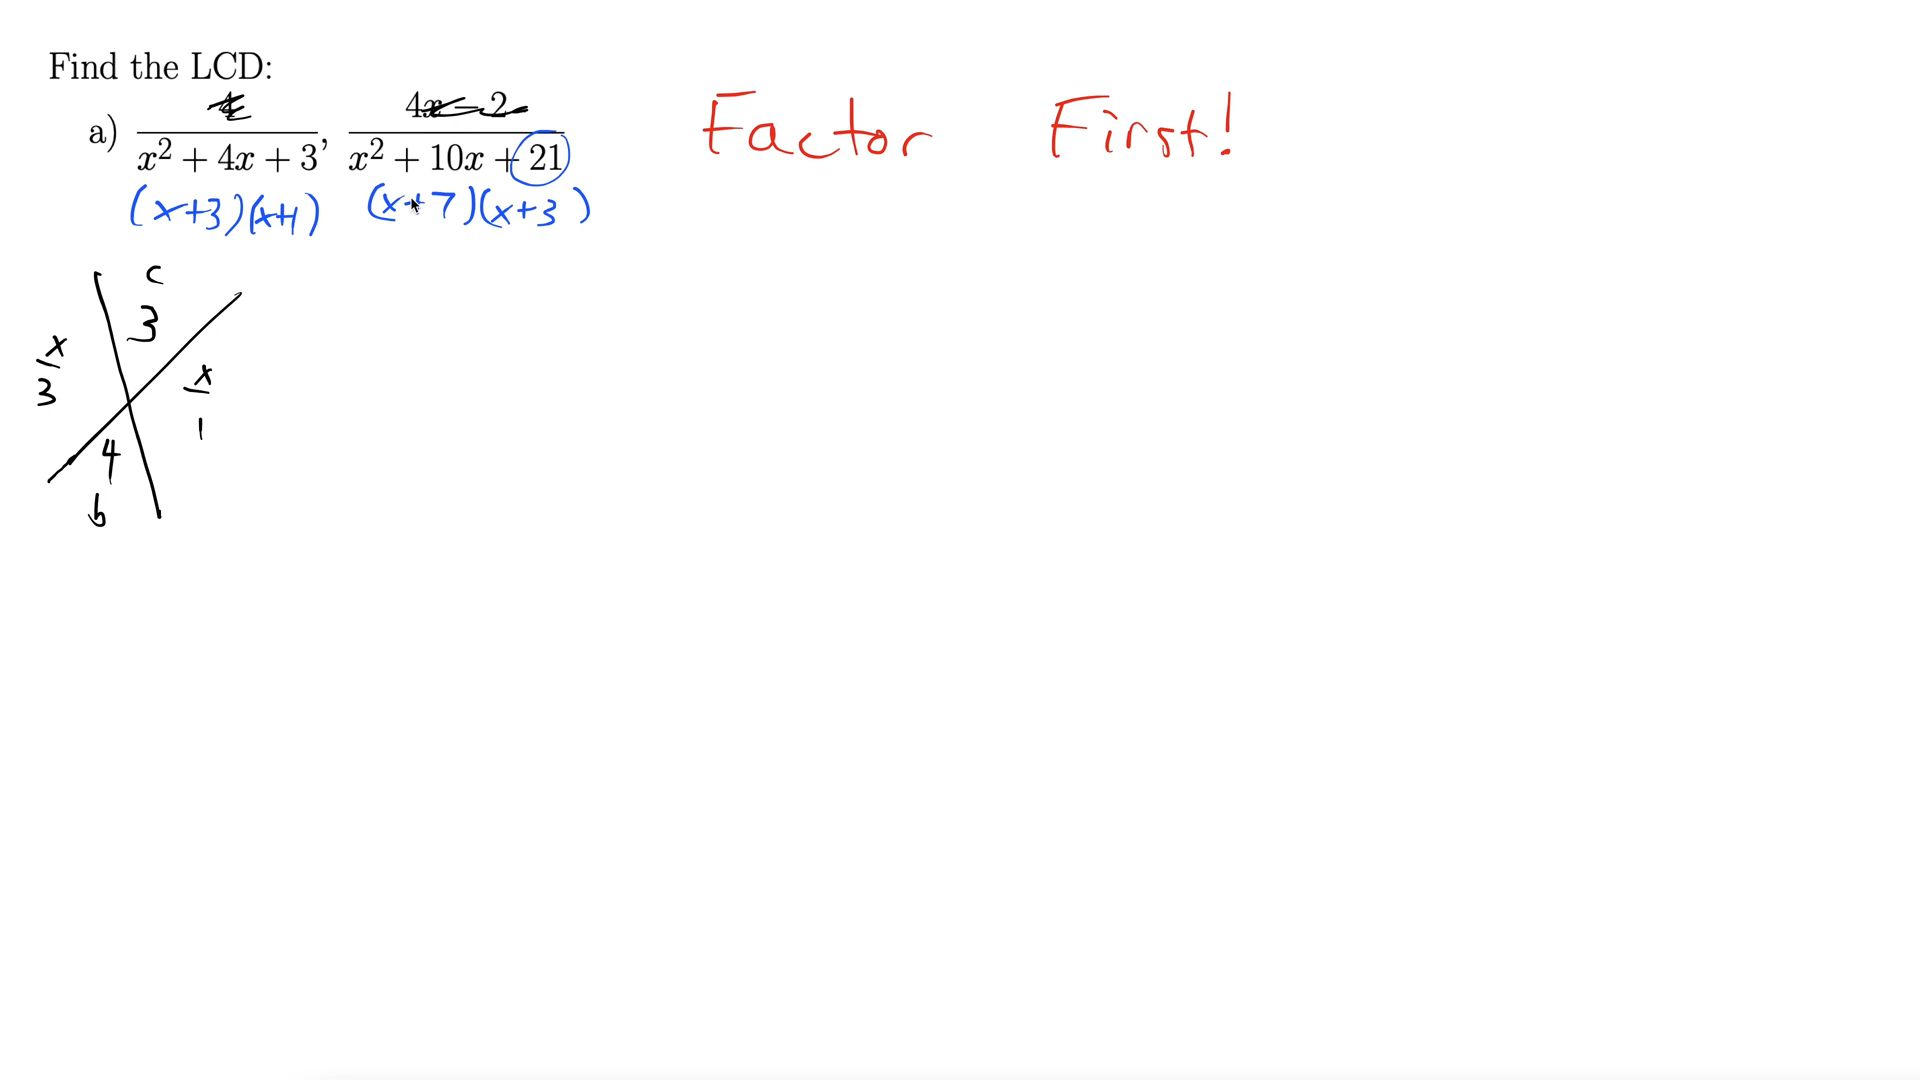 Find the LCD:
a) 4/(x² + 4x + 3), (4x − 2)/(x² + 10x + 21)
Factor First!
(x+3)(x+1) (x+7)(x+3)
c
3
x/3 x/1
4
b